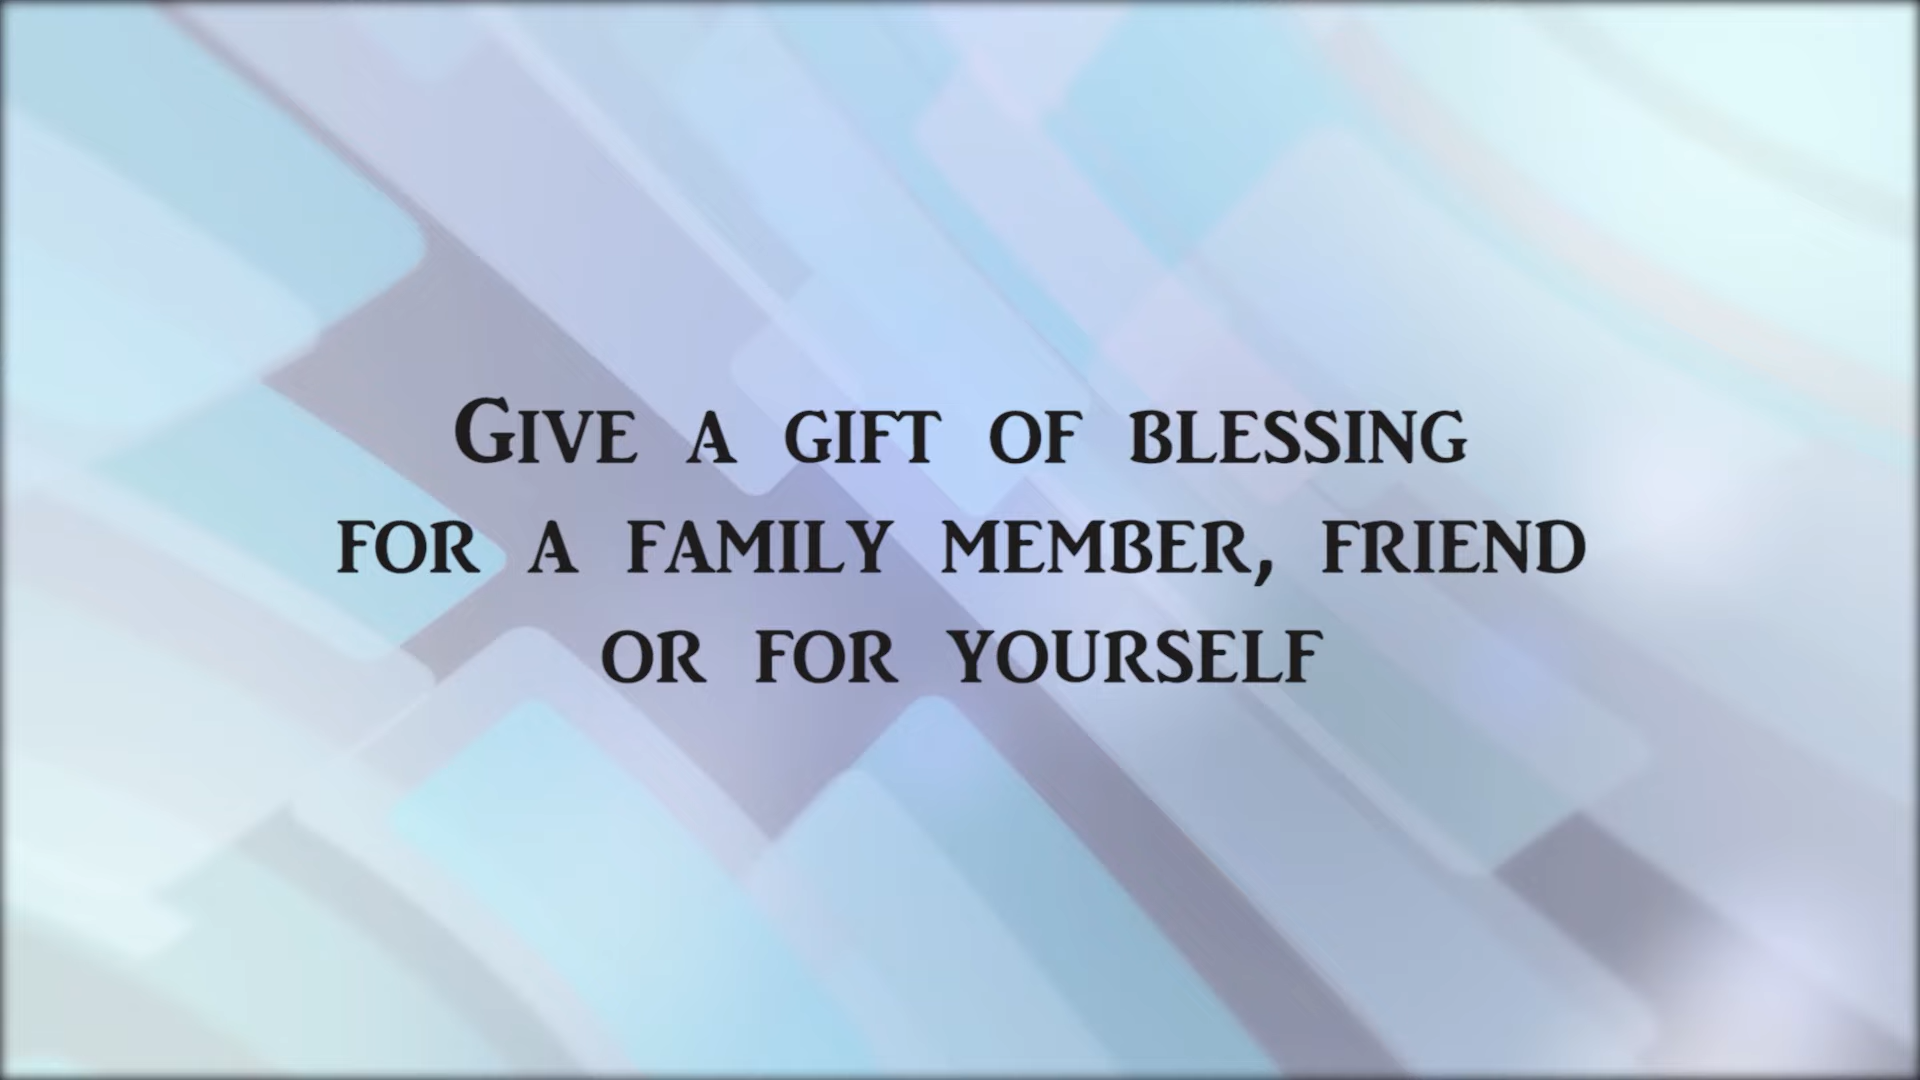 Give a gift of blessing
for a family member, friend
or for yourself